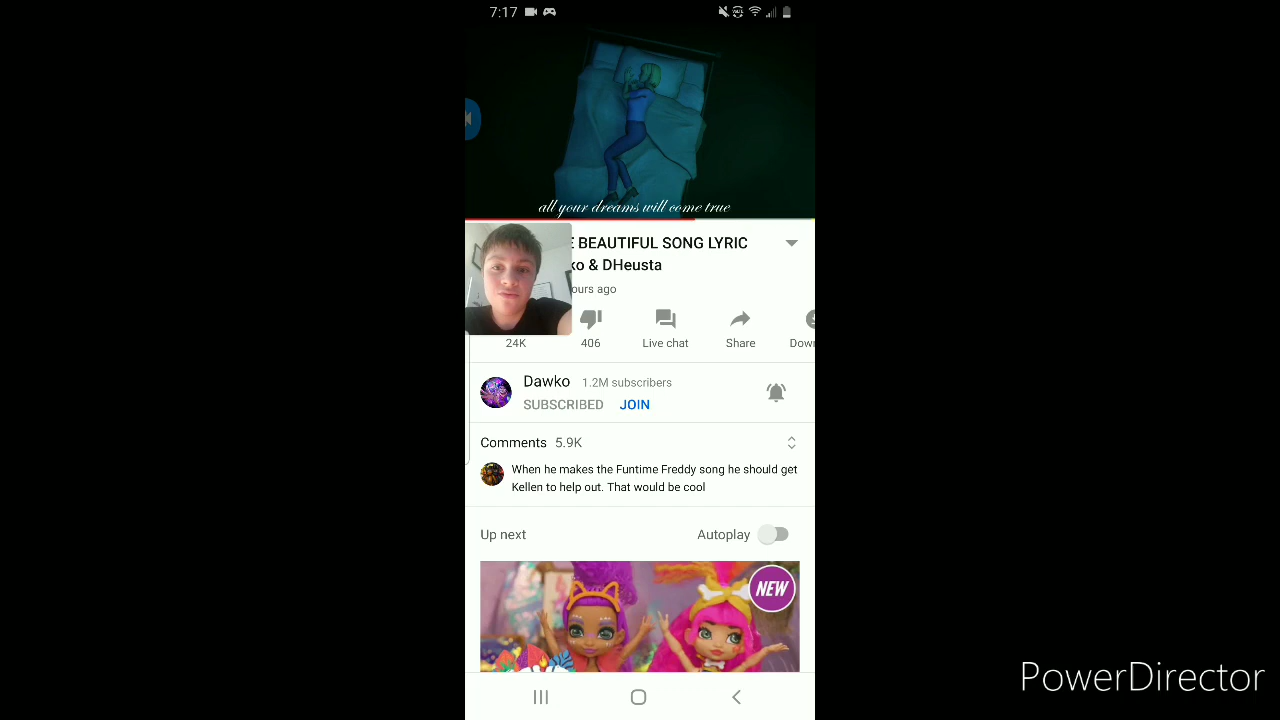 7:17
all your dreams will come true
BEAUTIFUL SONG LYRIC
& DHeusta
ours ago
24K
406
Live chat
Share
Down
Dawko 1.2M subscribers
SUBSCRIBED JOIN
Comments 5.9K
When he makes the Funtime Freddy song he should get
Kellen to help out. That would be cool
Up next
Autoplay
NEW
PowerDirector